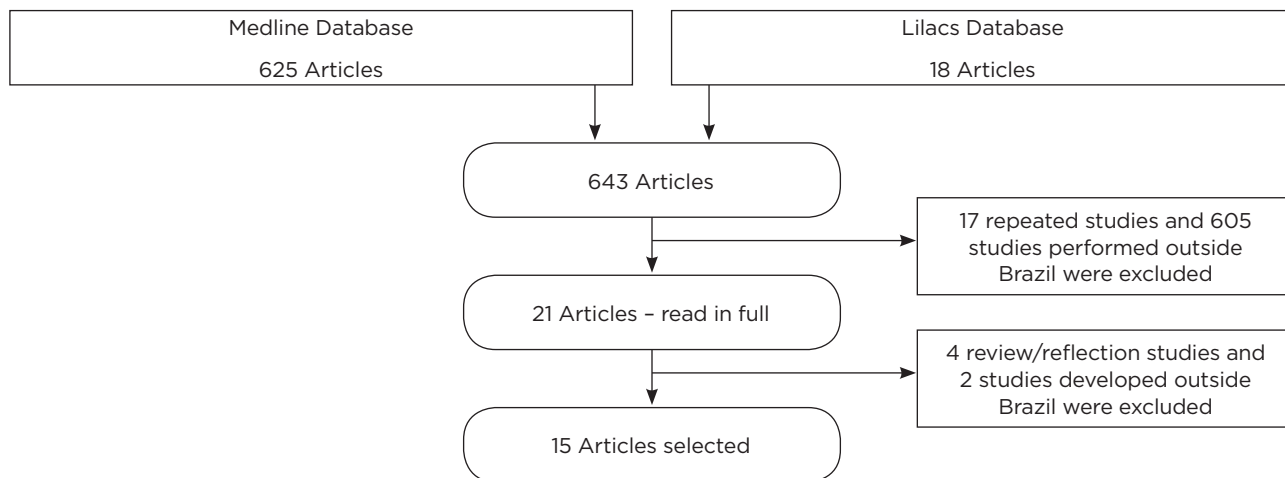 Medline Database
625 Articles
Lilacs Database
18 Articles
643 Articles
17 repeated studies and 605
studies performed outside
Brazil were excluded
21 Articles – read in full
4 review/reflection studies and
2 studies developed outside
Brazil were excluded
15 Articles selected